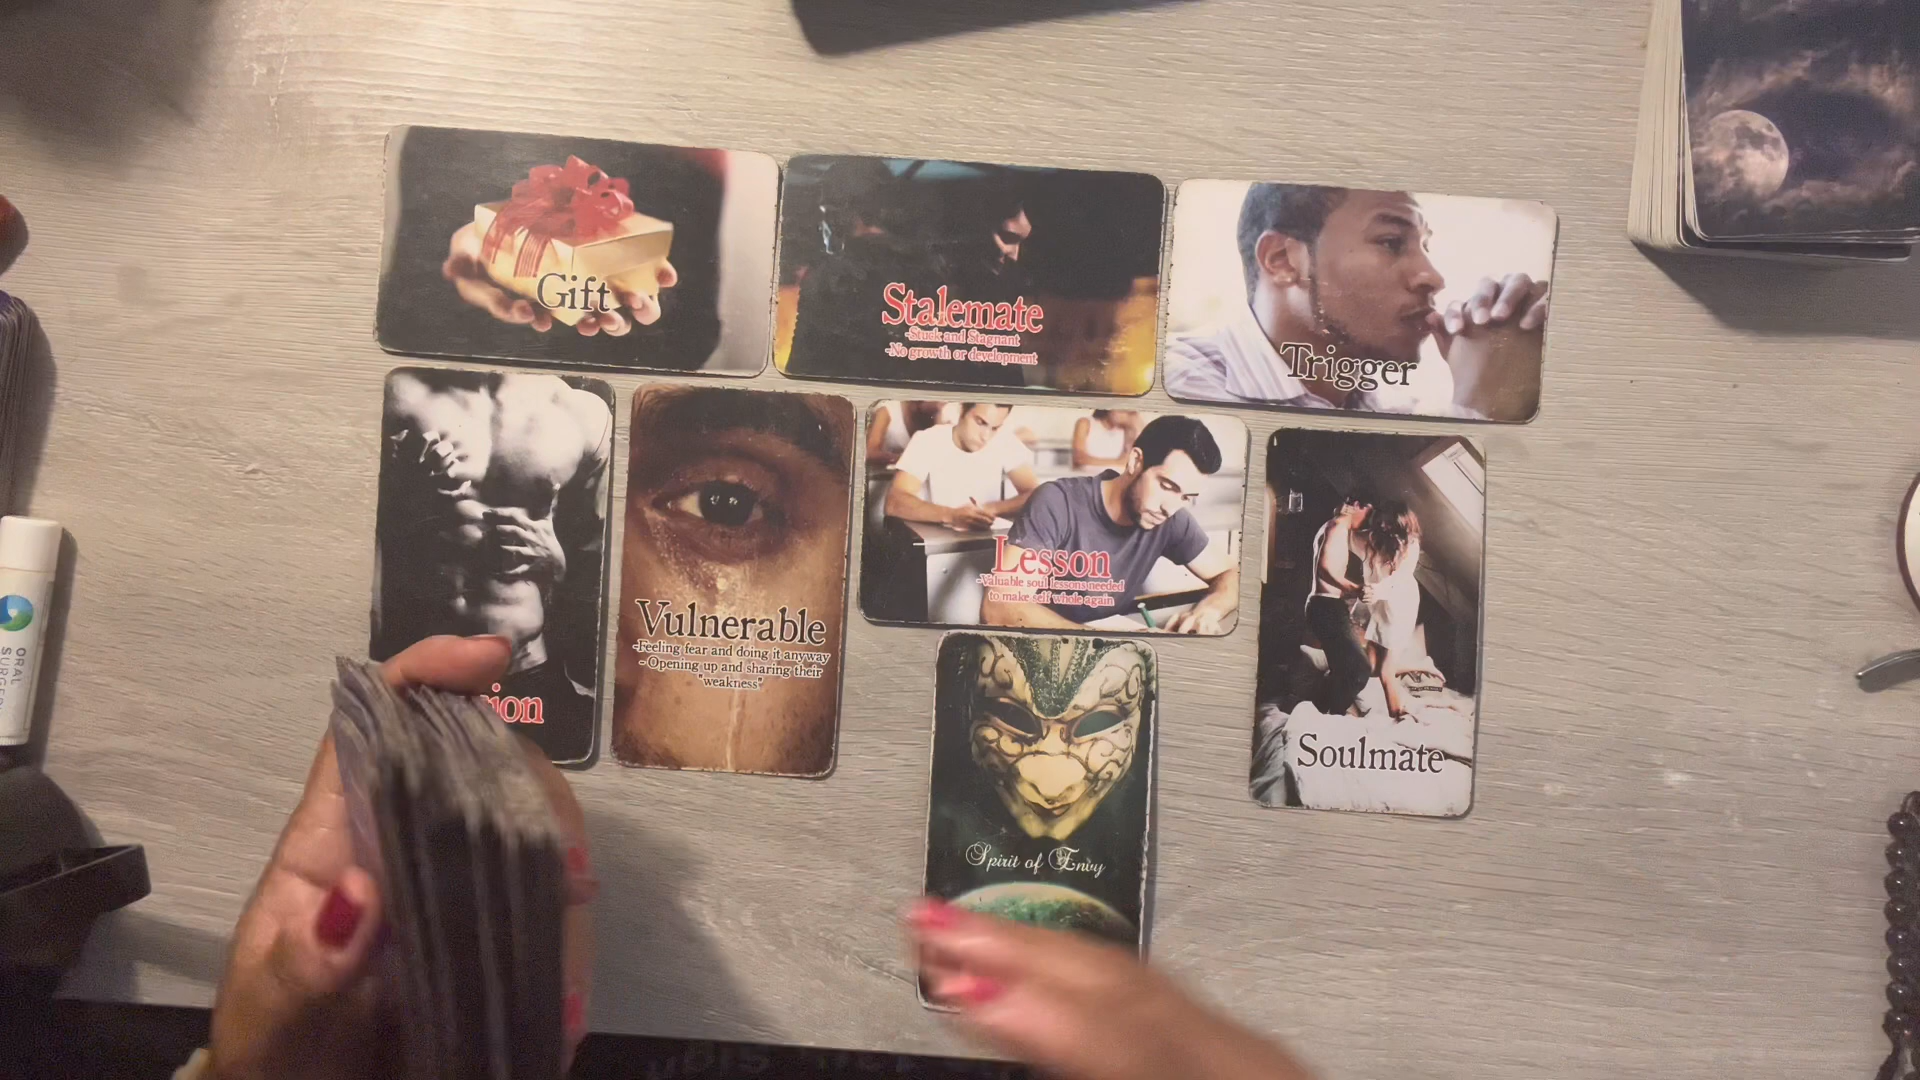 Gift
Stalemate
-Stuck and Stagnant
-No growth or development
Trigger
ion
Vulnerable
-Feeling fear and doing it anyway
- Opening up and sharing their
"weakness"
Lesson
-Valuable soul lessons needed
to make self whole again
Soulmate
Spirit of Envy
ORAL